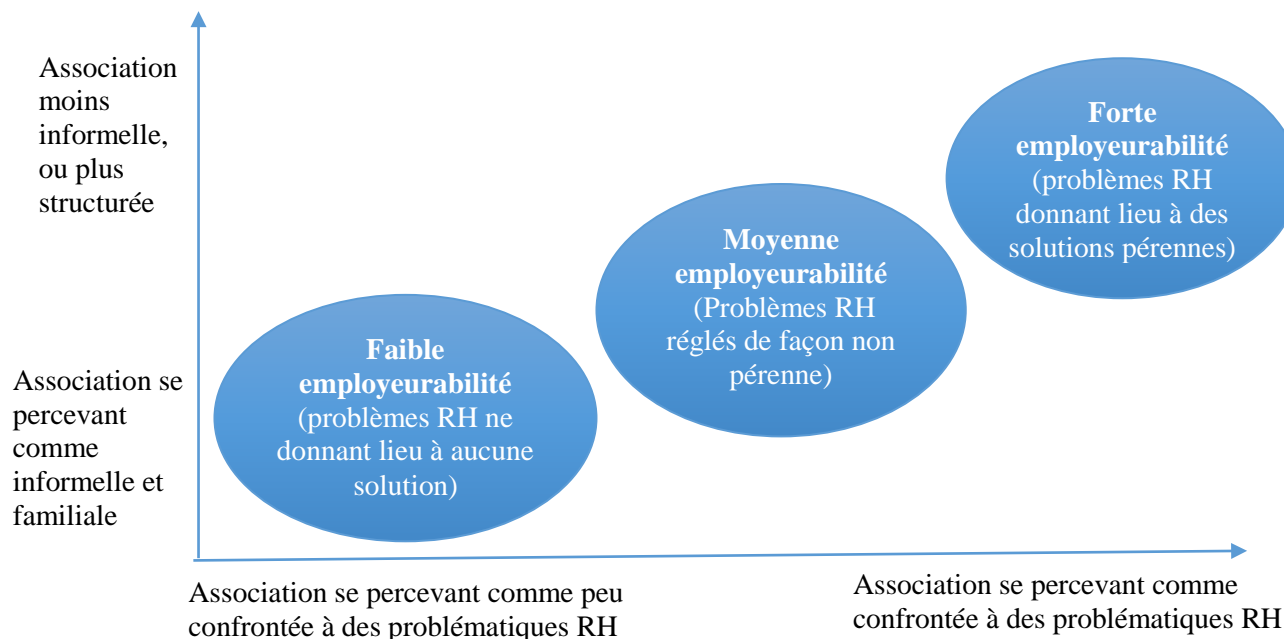 Association
moins
informelle,
ou plus
structurée
Forte
employeurabilité
(problèmes RH
donnant lieu à des
solutions pérennes)
Moyenne
employeurabilité
(Problèmes RH
réglés de façon non
pérenne)
Faible
employeurabilité
(problèmes RH ne
donnant lieu à aucune
solution)
Association se
percevant
comme
informelle et
familiale
Association se percevant comme peu
confrontée à des problématiques RH
Association se percevant comme
confrontée à des problématiques RH